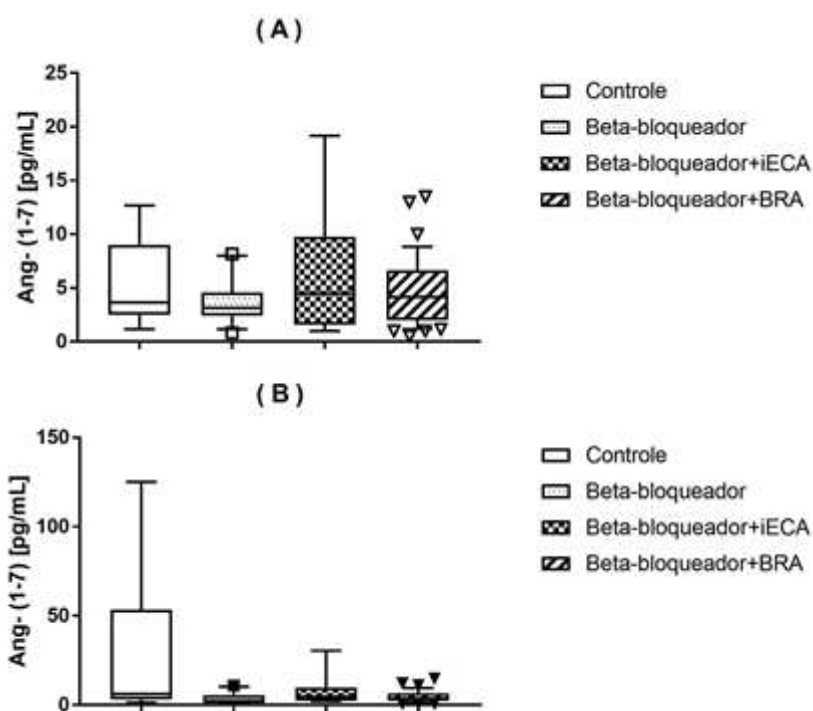 ( A )
Ang- (1-7) [pg/mL]
25
20
15
10
5
0
Controle
Beta-bloqueador
Beta-bloqueador+iECA
Beta-bloqueador+BRA
( B )
Ang- (1-7) [pg/mL]
150
100
50
0
Controle
Beta-bloqueador
Beta-bloqueador+iECA
Beta-bloqueador+BRA